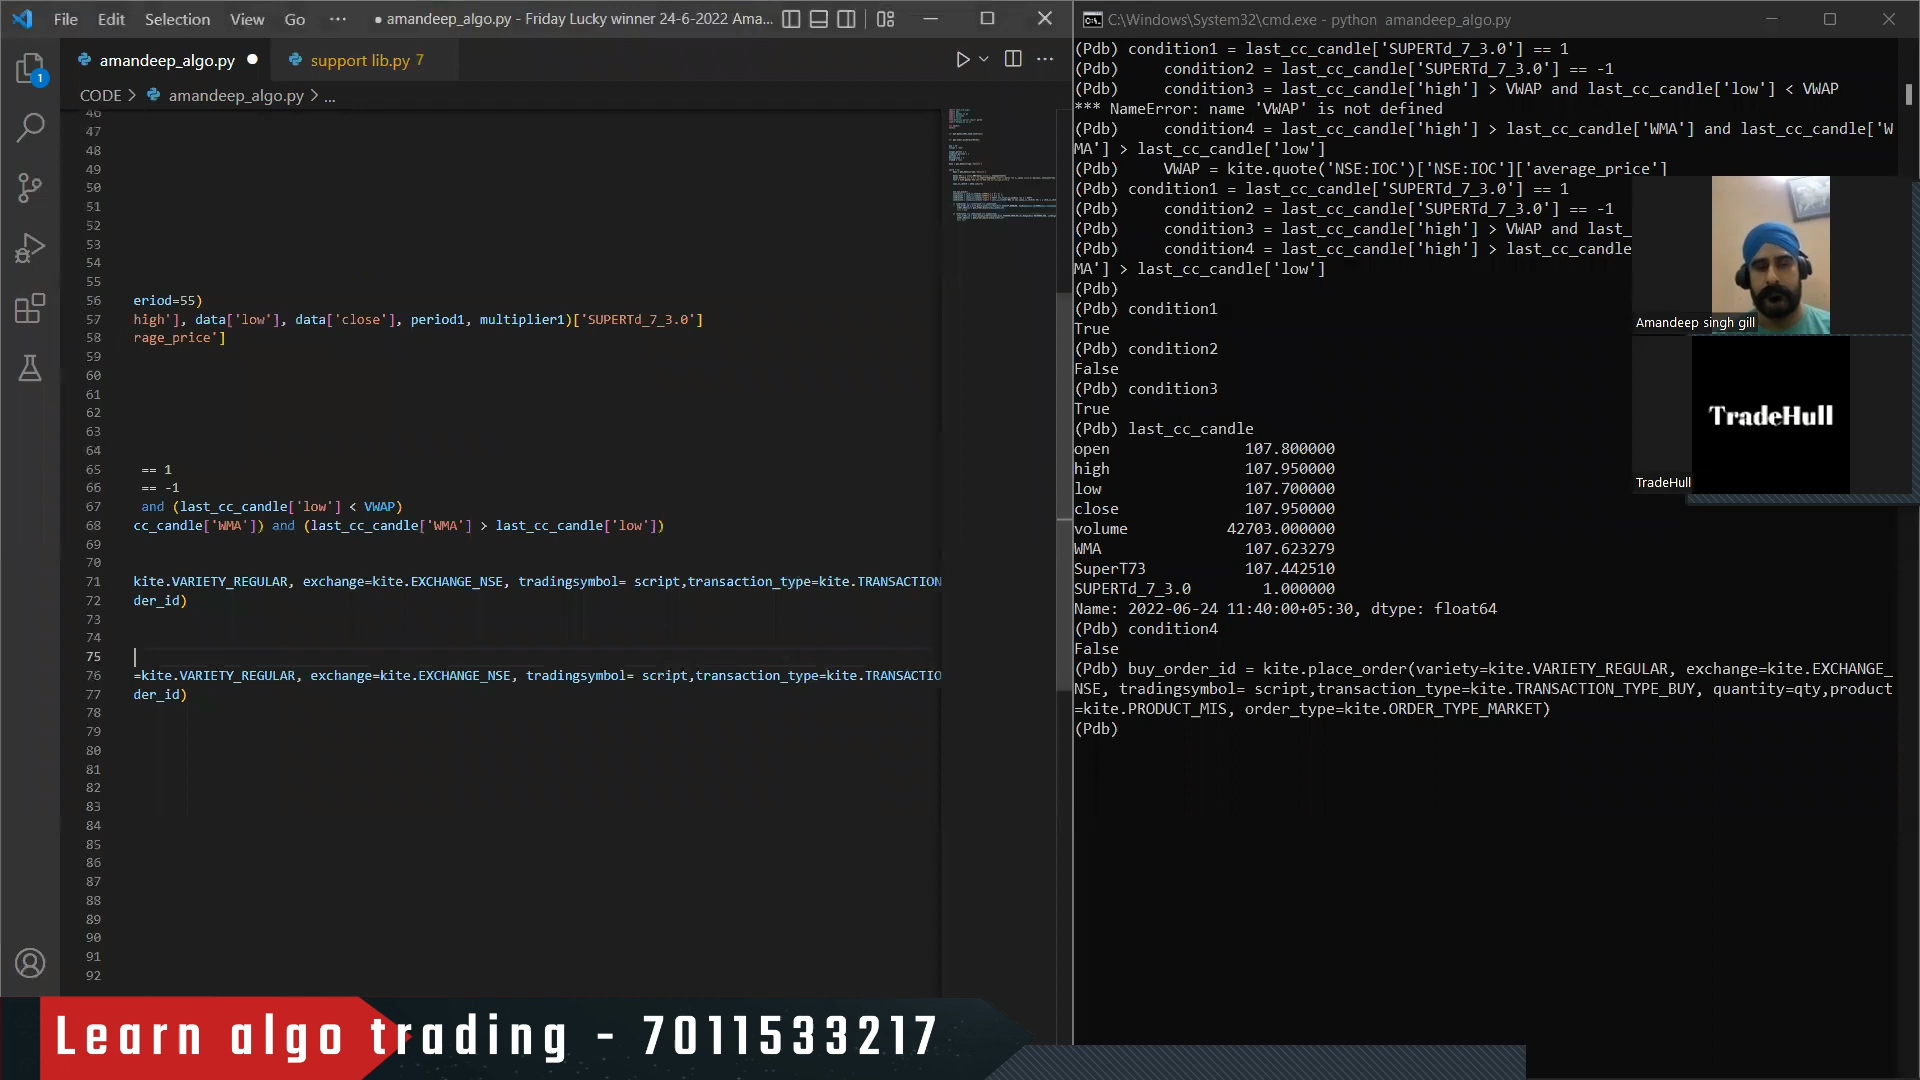 File Edit Selection View Go ··· ● amandeep_algo.py - Friday Lucky winner 24-6-2022 Ama...
amandeep_algo.py ● support lib.py 7
CODE > amandeep_algo.py > ...
1
46
47
48
49
50
51
52
53
54
55
56 eriod=55)
57 high'], data['low'], data['close'], period1, multiplier1)['SUPERTd_7_3.0']
58 rage_price']
59
60
61
62
63
64
65 == 1
66 == -1
67 and (last_cc_candle['low'] < VWAP)
68 cc_candle['WMA']) and (last_cc_candle['WMA'] > last_cc_candle['low'])
69
70
71 kite.VARIETY_REGULAR, exchange=kite.EXCHANGE_NSE, tradingsymbol= script,transaction_type=kite.TRANSACTION
72 der_id)
73
74
75
76 =kite.VARIETY_REGULAR, exchange=kite.EXCHANGE_NSE, tradingsymbol= script,transaction_type=kite.TRANSACTIO
77 der_id)
78
79
80
81
82
83
84
85
86
87
88
89
90
91
92
C:\Windows\System32\cmd.exe - python amandeep_algo.py
(Pdb) condition1 = last_cc_candle['SUPERTd_7_3.0'] == 1
(Pdb) condition2 = last_cc_candle['SUPERTd_7_3.0'] == -1
(Pdb) condition3 = last_cc_candle['high'] > VWAP and last_cc_candle['low'] < VWAP
*** NameError: name 'VWAP' is not defined
(Pdb) condition4 = last_cc_candle['high'] > last_cc_candle['WMA'] and last_cc_candle['W
MA'] > last_cc_candle['low']
(Pdb) VWAP = kite.quote('NSE:IOC')['NSE:IOC']['average_price']
(Pdb) condition1 = last_cc_candle['SUPERTd_7_3.0'] == 1
(Pdb) condition2 = last_cc_candle['SUPERTd_7_3.0'] == -1
(Pdb) condition3 = last_cc_candle['high'] > VWAP and last_
(Pdb) condition4 = last_cc_candle['high'] > last_cc_candle
MA'] > last_cc_candle['low']
(Pdb)
(Pdb) condition1
True
(Pdb) condition2
False
(Pdb) condition3
True
(Pdb) last_cc_candle
open 107.800000
high 107.950000
low 107.700000
close 107.950000
volume 42703.000000
WMA 107.623279
SuperT73 107.442510
SUPERTd_7_3.0 1.000000
Name: 2022-06-24 11:40:00+05:30, dtype: float64
(Pdb) condition4
False
(Pdb) buy_order_id = kite.place_order(variety=kite.VARIETY_REGULAR, exchange=kite.EXCHANGE_
NSE, tradingsymbol= script,transaction_type=kite.TRANSACTION_TYPE_BUY, quantity=qty,product
=kite.PRODUCT_MIS, order_type=kite.ORDER_TYPE_MARKET)
(Pdb)
Amandeep singh gill
TradeHull
TradeHull
Learn algo trading - 7011533217